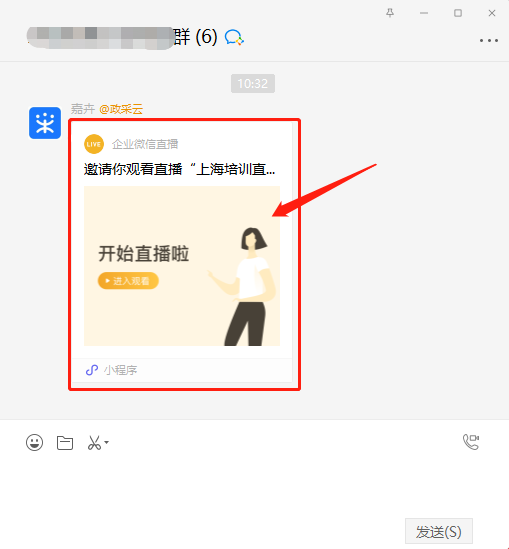 群 (6)
10:32
嘉卉 @政采云
LIVE 企业微信直播
邀请你观看直播“上海培训直...
开始直播啦
进入观看
小程序
发送(S)